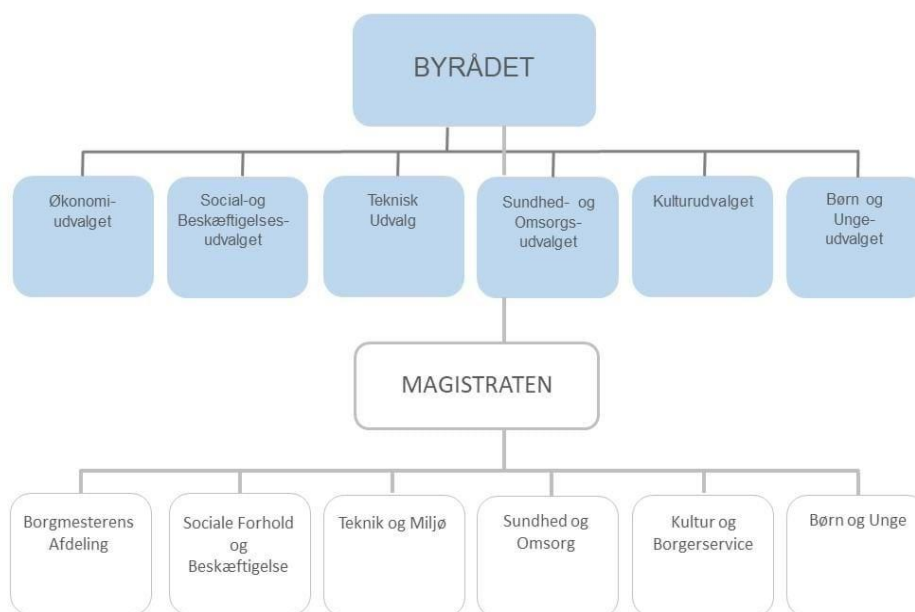 BYRÅDET
Økonomi-
udvalget
Social-og
Beskæftigelses-
udvalget
Teknisk
Udvalg
Sundhed- og
Omsorgs-
udvalget
Kulturudvalget
Børn og
Unge-
udvalget
MAGISTRATEN
Borgmesterens
Afdeling
Sociale Forhold
og
Beskæftigelse
Teknik og Miljø
Sundhed og
Omsorg
Kultur og
Borgerservice
Børn og Unge